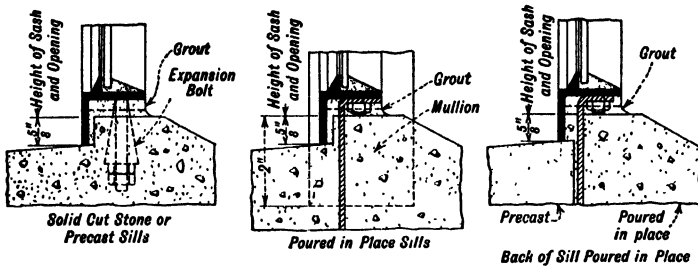 Height of Sash
and Opening
Grout
Expansion
Bolt
5"
8
Solid Cut Stone or
Precast Sills
Height of Sash
and Opening
Grout
Mullion
5"
8
2"
Poured in Place Sills
Height of Sash
and Opening
Grout
5"
8
Precast
Poured
in place
Back of Sill Poured in Place